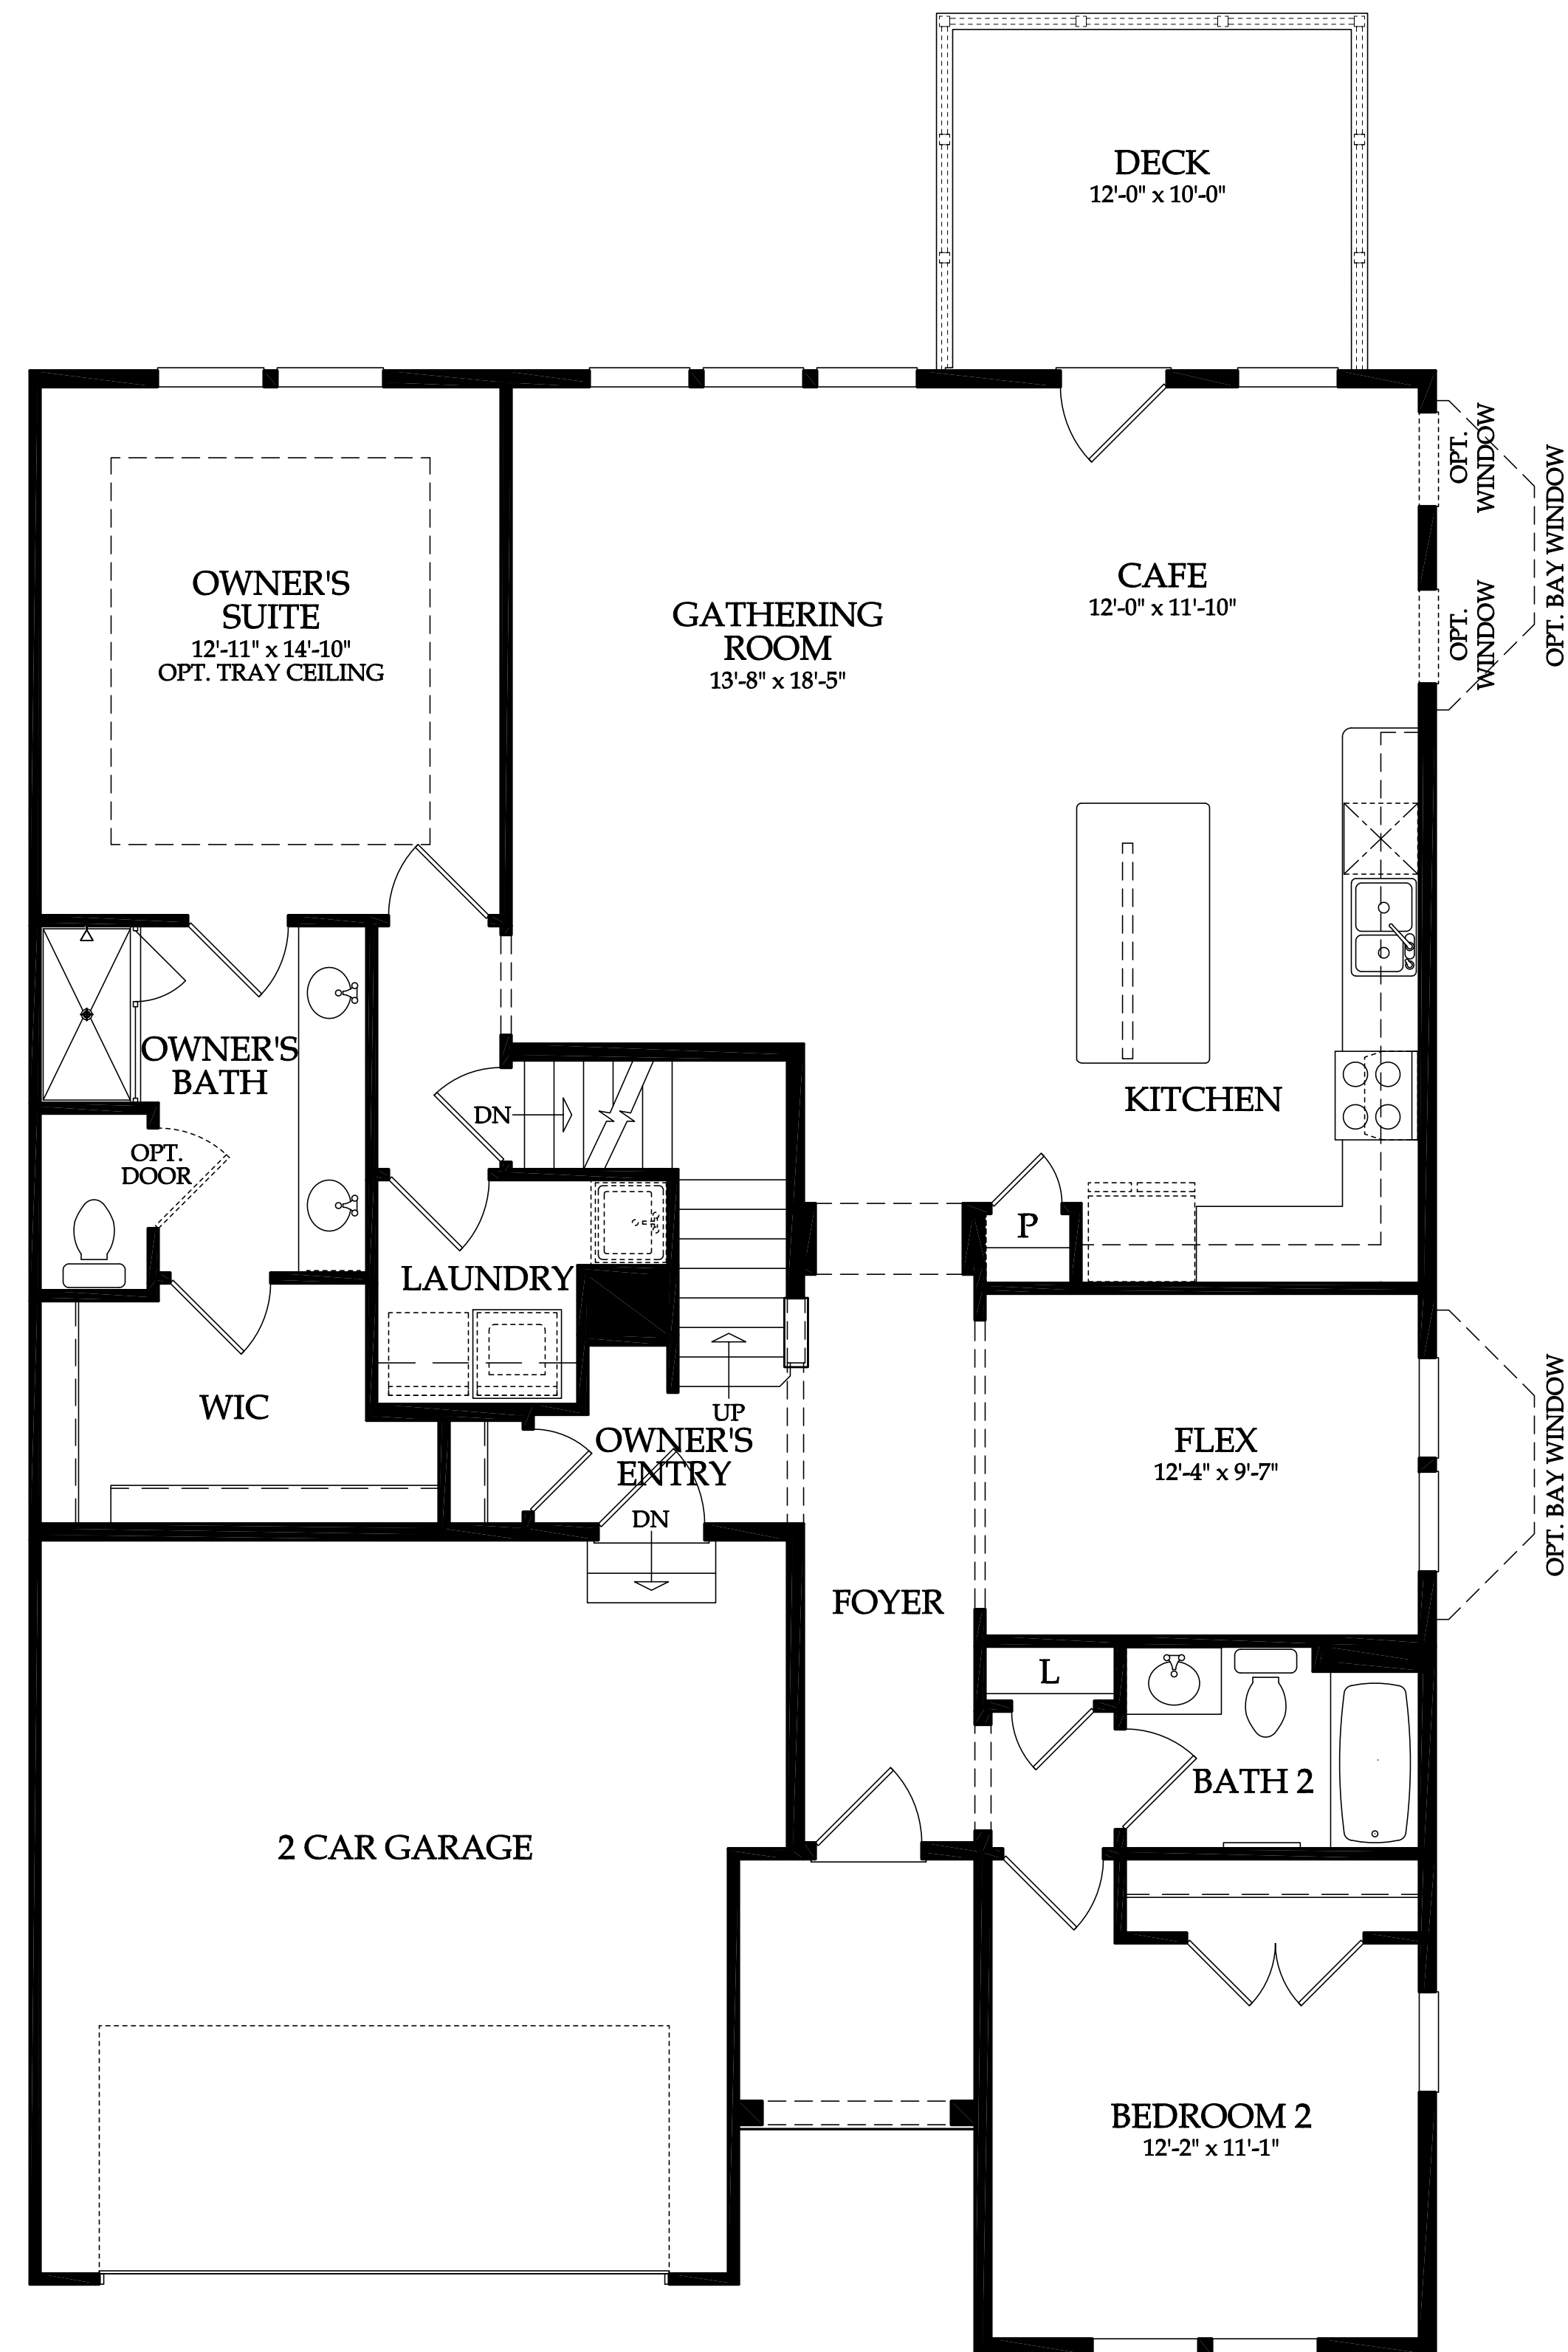 DECK
12'-0" x 10'-0"
OPT.
WINDOW
OPT. BAY WINDOW
OWNER'S
SUITE
12'-11" x 14'-10"
OPT. TRAY CEILING
GATHERING
ROOM
13'-8" x 18'-5"
CAFE
12'-0" x 11'-10"
OPT.
WINDOW
OWNER'S
BATH
KITCHEN
DN
OPT.
DOOR
P
LAUNDRY
WIC
UP
OWNER'S
ENTRY
DN
FLEX
12'-4" x 9'-7"
OPT. BAY WINDOW
FOYER
L
BATH 2
2 CAR GARAGE
BEDROOM 2
12'-2" x 11'-1"